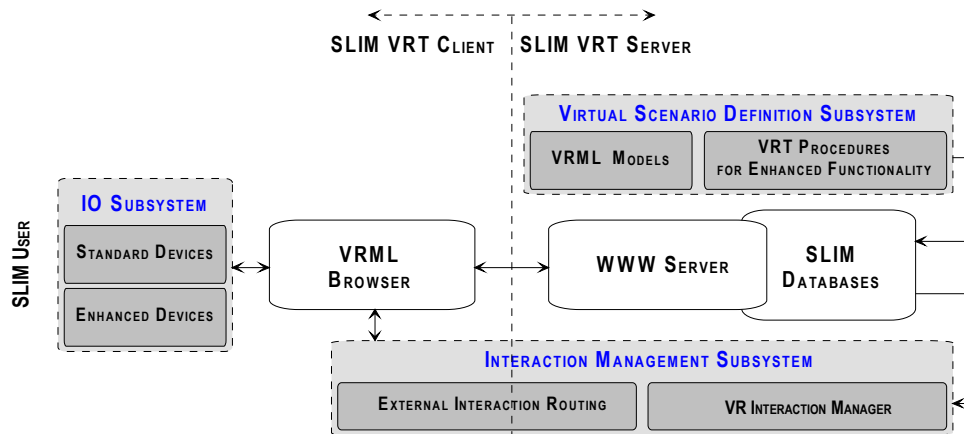 SLIM VRT CLIENT
SLIM VRT SERVER
VIRTUAL SCENARIO DEFINITION SUBSYSTEM
VRML MODELS
VRT PROCEDURES
FOR ENHANCED FUNCTIONALITY
SLIM USER
IO SUBSYSTEM
STANDARD DEVICES
ENHANCED DEVICES
VRML
BROWSER
WWW SERVER
SLIM
DATABASES
INTERACTION MANAGEMENT SUBSYSTEM
EXTERNAL INTERACTION ROUTING
VR INTERACTION MANAGER